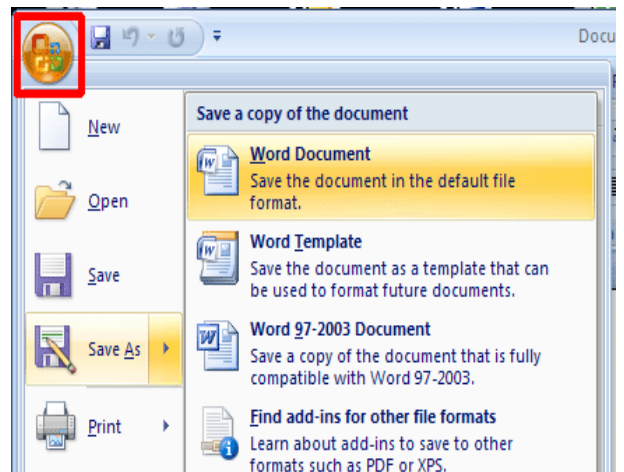 Docu
New
Open
Save
Save As
Print
Save a copy of the document
Word Document
Save the document in the default file
format.
Word Template
Save the document as a template that can
be used to format future documents.
Word 97-2003 Document
Save a copy of the document that is fully
compatible with Word 97-2003.
Find add-ins for other file formats
Learn about add-ins to save to other
formats such as PDF or XPS.